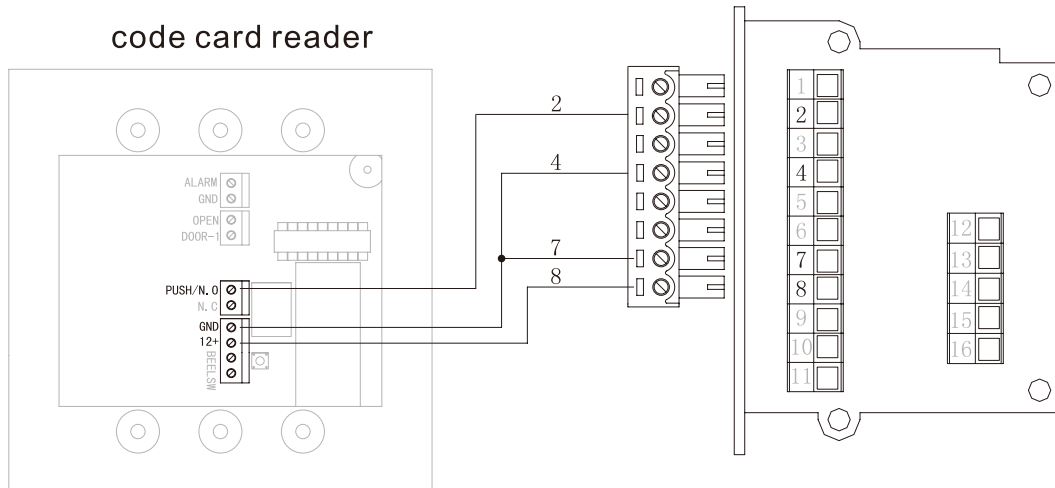 code card reader
ALARM
GND
OPEN
DOOR-1
PUSH/N.O
N.C
GND
12+
BEELSW
2
4
7
8
1
2
3
4
5
6
7
8
9
10
11
12
13
14
15
16